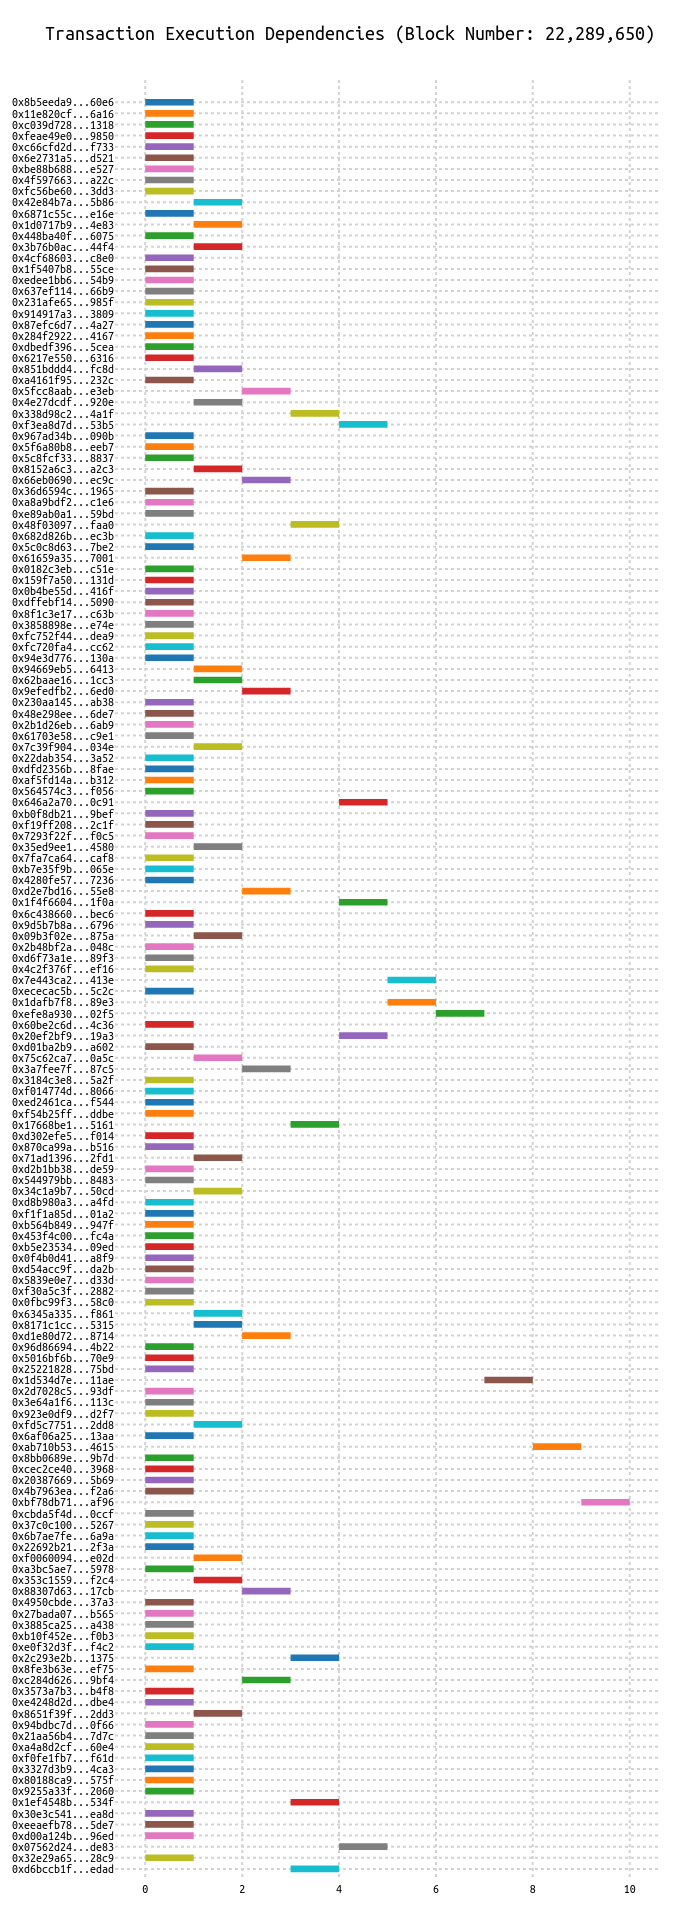 Transaction Execution Dependencies (Block Number: 22,289,650)
0x8b5eeda9...60e6
0x11e820cf...6a16
0xc039d728...1318
0xfeae49e0...9850
0xc66cfd2d...f733
0x6e2731a5...d521
0xbe88b688...e527
0x4f597663...a22c
0xfc56be60...3dd3
0x42e84b7a...5b86
0x6871c55c...e16e
0x1d0717b9...4e83
0x448ba40f...6075
0x3b76b0ac...44f4
0x4cf68603...c8e0
0x1f5407b8...55ce
0xedee1bb6...54b9
0x637ef114...66b9
0x231afe65...985f
0x914917a3...3809
0x87efc6d7...4a27
0x284f2922...4167
0xdbedf396...5cea
0x6217e550...6316
0x851bddd4...fc8d
0xa4161f95...232c
0x5fcc8aab...e3eb
0x4e27dcdf...920e
0x338d98c2...4a1f
0xf3ea8d7d...53b5
0x967ad34b...090b
0x5f6a80b8...eeb7
0x5c8fcf33...8837
0x8152a6c3...a2c3
0x66eb0690...ec9c
0x36d6594c...1965
0xa8a9bdf2...c1e6
0xe89ab0a1...59bd
0x48f03097...faa0
0x682d826b...ec3b
0x5c0c8d63...7be2
0x61659a35...7001
0x0182c3eb...c51e
0x159f7a50...131d
0x0b4be55d...416f
0xdffebf14...5090
0x8f1c3e17...c63b
0x3858898e...e74e
0xfc752f44...dea9
0xfc720fa4...cc62
0x94e3d776...130a
0x94669eb5...6413
0x62baae16...1cc3
0x9efedfb2...6ed0
0x230aa145...ab38
0x48e298ee...6de7
0x2b1d26eb...6ab9
0x61703e58...c9e1
0x7c39f904...034e
0x22dab354...3a52
0xdfd2356b...8fae
0xaf5fd14a...b312
0x564574c3...f056
0x646a2a70...0c91
0xb0f8db21...9bef
0xf19ff208...2c1f
0x7293f22f...f0c5
0x35ed9ee1...4580
0x7fa7ca64...caf8
0xb7e35f9b...065e
0x4280fe57...7236
0xd2e7bd16...55e8
0x1f4f6604...1f0a
0x6c438660...bec6
0x9d5b7b8a...6796
0x09b3f02e...875a
0x2b48bf2a...048c
0xd6f73a1e...89f3
0x4c2f376f...ef16
0x7e443ca2...413e
0xececac5b...5c2c
0x1dafb7f8...89e3
0xefe8a930...02f5
0x60be2c6d...4c36
0x20ef2bf9...19a3
0xd01ba2b9...a602
0x75c62ca7...0a5c
0x3a7fee7f...87c5
0x3184c3e8...5a2f
0xf014774d...8066
0xed2461ca...f544
0xf54b25ff...ddbe
0x17668be1...5161
0xd302efe5...f014
0x870ca99a...b516
0x71ad1396...2fd1
0xd2b1bb38...de59
0x544979bb...8483
0x34c1a9b7...50cd
0xd8b980a3...a4fd
0xf1f1a85d...01a2
0xb564b849...947f
0x453f4c00...fc4a
0xb5e23534...09ed
0x0f4b0d41...a8f9
0xd54acc9f...da2b
0x5839e0e7...d33d
0xf30a5c3f...2882
0x0fbc99f3...58c0
0x6345a335...f861
0x8171c1cc...5315
0xd1e80d72...8714
0x96d86694...4b22
0x5016bf6b...70e9
0x25221828...75bd
0x1d534d7e...11ae
0x2d7028c5...93df
0x3e64a1f6...113c
0x923e0df9...d2f7
0xfd5c7751...2dd8
0x6af06a25...13aa
0xab710b53...4615
0x8bb0689e...9b7d
0xcec2ce40...3968
0x20387669...5b69
0x4b7963ea...f2a6
0xbf78db71...af96
0xcbda5f4d...0ccf
0x37c0c100...5267
0x6b7ae7fe...6a9a
0x22692b21...2f3a
0xf0060094...e02d
0xa3bc5ae7...5978
0x353c1559...f2c4
0x88307d63...17cb
0x4950cbde...37a3
0x27bada07...b565
0x3885ca25...a438
0xb10f452e...f0b3
0xe0f32d3f...f4c2
0x2c293e2b...1375
0x8fe3b63e...ef75
0xc284d626...9bf4
0x3573a7b3...b4f8
0xe4248d2d...dbe4
0x8651f39f...2dd3
0x94bdbc7d...0f66
0x21aa56b4...7d7c
0xa4a8d2cf...60e4
0xf0fe1fb7...f61d
0x3327d3b9...4ca3
0x80188ca9...575f
0x9255a33f...2060
0x1ef4548b...534f
0x30e3c541...ea8d
0xeeaefb78...5de7
0xd00a124b...96ed
0x07562d24...de83
0x32e29a65...28c9
0xd6bccb1f...edad
0 2 4 6 8 10